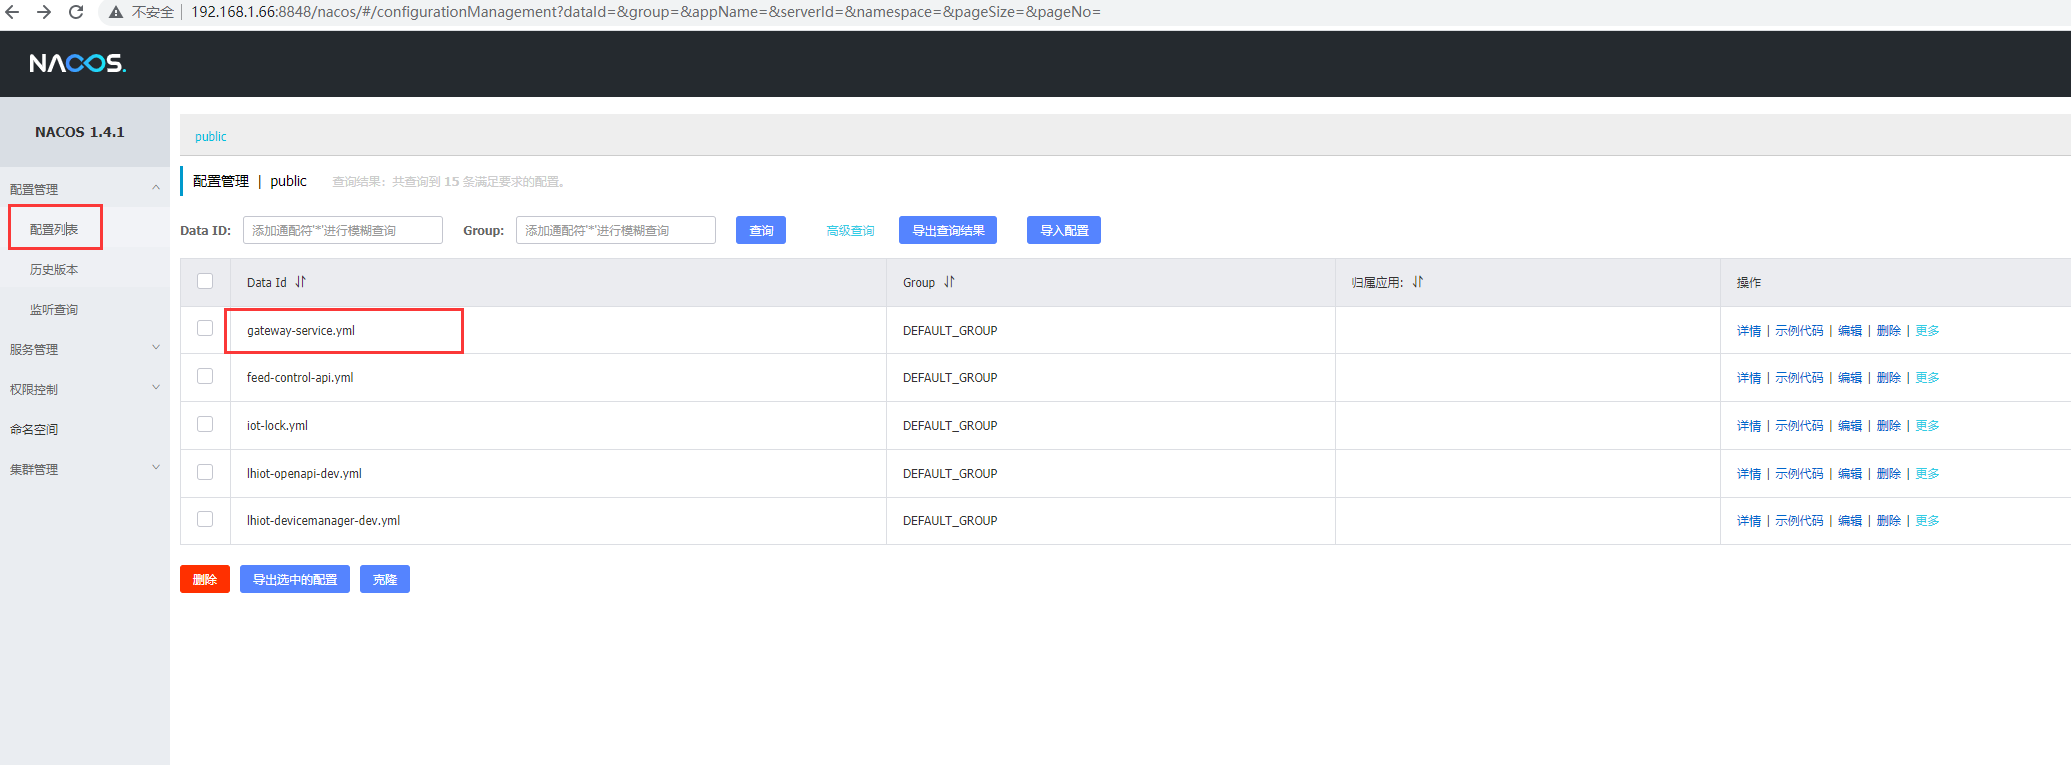 不安全 192.168.1.66:8848/nacos/#/configurationManagement?dataId=&group=&appName=&serverId=&namespace=&pageSize=&pageNo=
NACOS.
NACOS 1.4.1
配置管理
配置列表
历史版本
监听查询
服务管理
权限控制
命名空间
集群管理
public
配置管理 | public 查询结果：共查询到 15 条满足要求的配置。
Data ID: 添加通配符'*'进行模糊查询 Group: 添加通配符'*'进行模糊查询 查询 高级查询 导出查询结果 导入配置
Data Id Group 归属应用: 操作
gateway-service.yml DEFAULT_GROUP 详情 | 示例代码 | 编辑 | 删除 | 更多
feed-control-api.yml DEFAULT_GROUP 详情 | 示例代码 | 编辑 | 删除 | 更多
iot-lock.yml DEFAULT_GROUP 详情 | 示例代码 | 编辑 | 删除 | 更多
lhiot-openapi-dev.yml DEFAULT_GROUP 详情 | 示例代码 | 编辑 | 删除 | 更多
lhiot-devicemanager-dev.yml DEFAULT_GROUP 详情 | 示例代码 | 编辑 | 删除 | 更多
删除 导出选中的配置 克隆